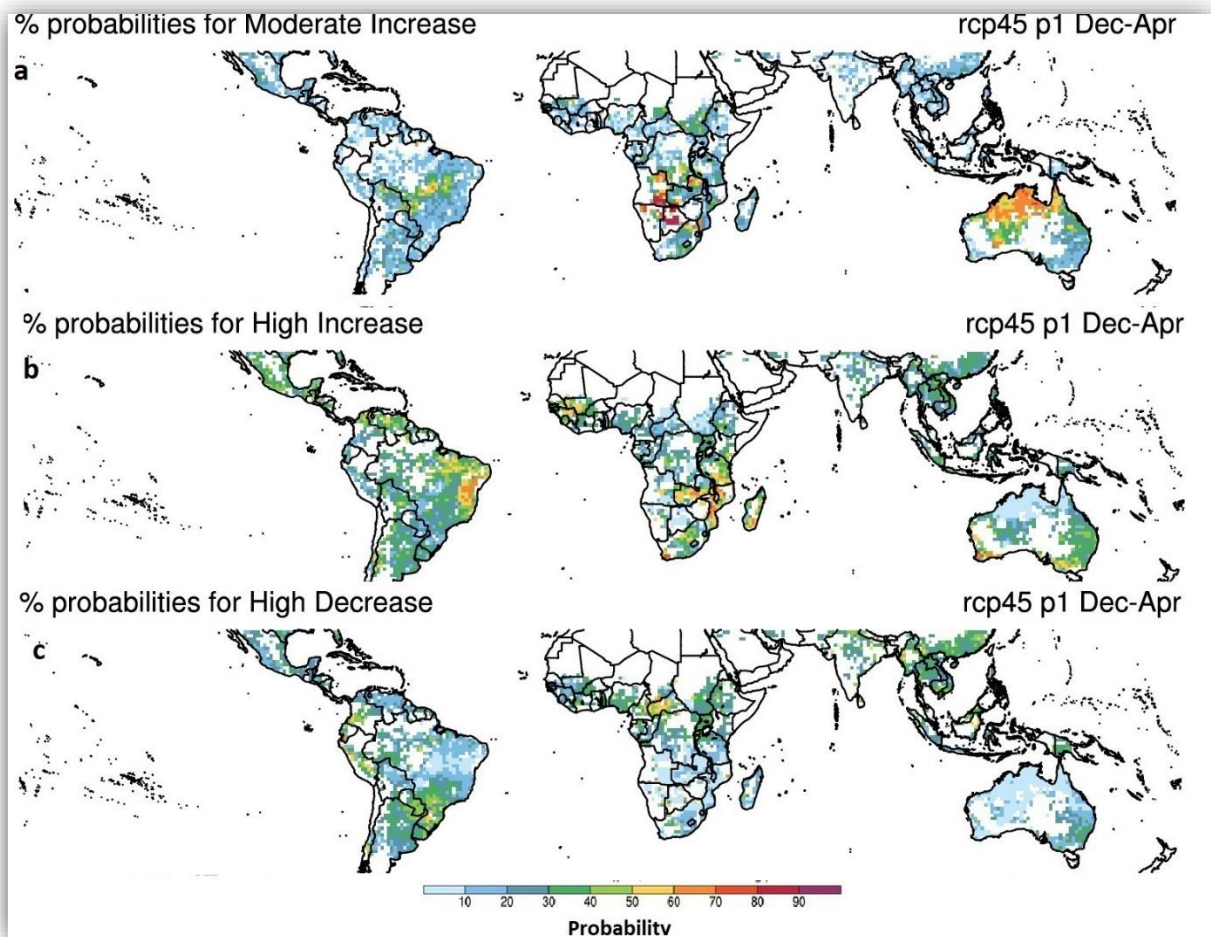 % probabilities for Moderate Increase rcp45 p1 Dec-Apr
a
% probabilities for High Increase rcp45 p1 Dec-Apr
b
% probabilities for High Decrease rcp45 p1 Dec-Apr
c
10 20 30 40 50 60 70 80 90
Probability